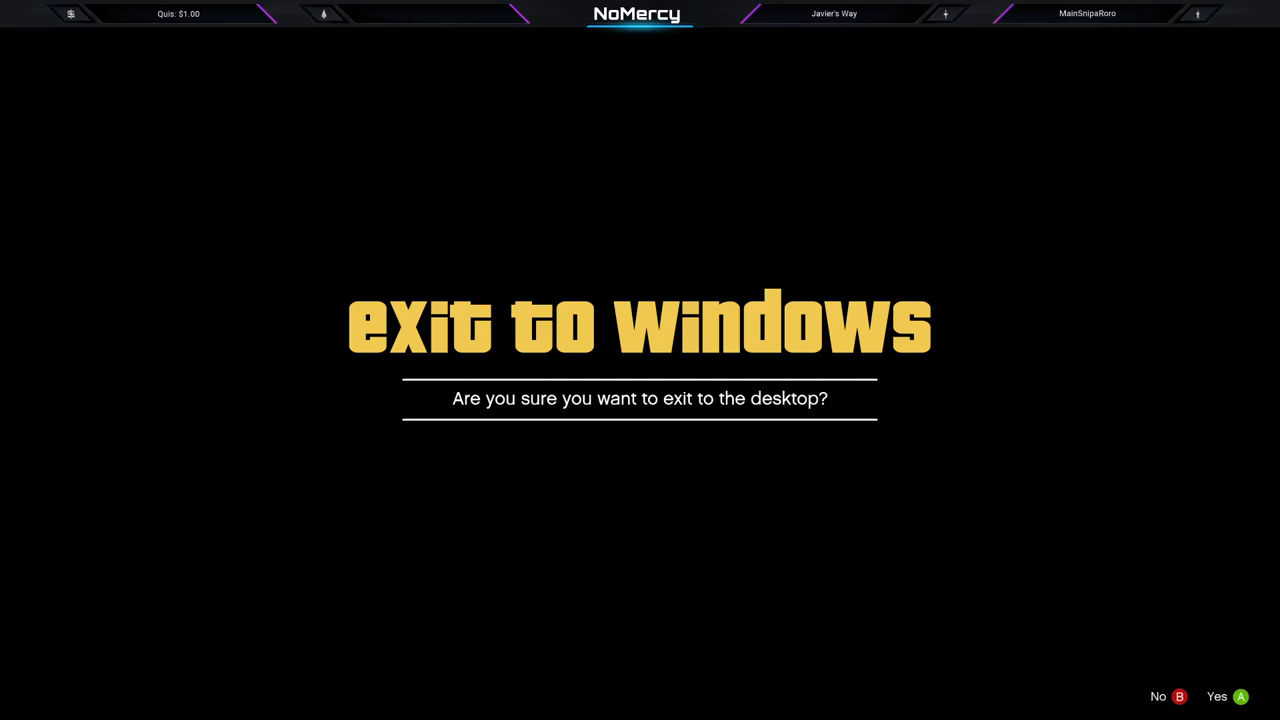 Quis: $1.00
NoMercy
Javier's Way
MainSnipaRoro
exit to windows
Are you sure you want to exit to the desktop?
No B Yes A